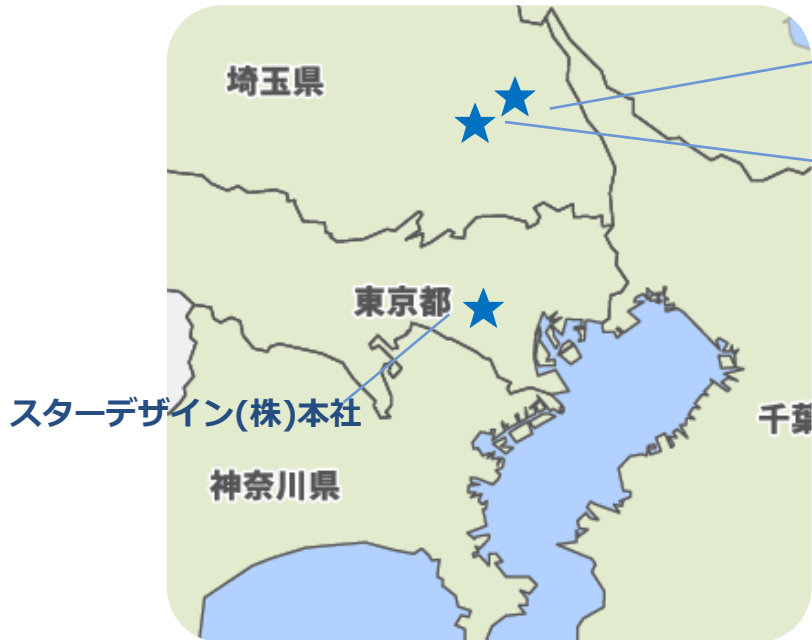 埼玉県
東京都
スターデザイン(株)本社
千葉
神奈川県